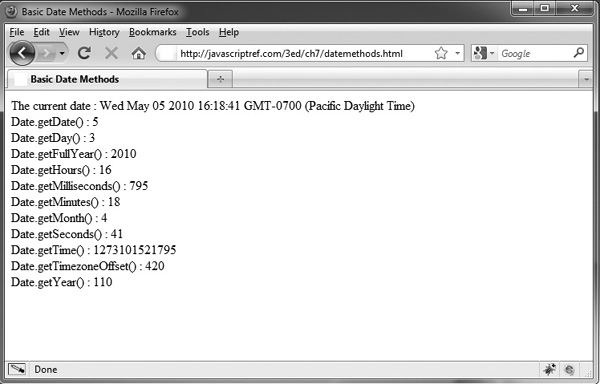 Basic Date Methods - Mozilla Firefox
File Edit View History Bookmarks Tools Help
http://javascriptref.com/3ed/ch7/datemethods.html
Google
Basic Date Methods
The current date : Wed May 05 2010 16:18:41 GMT-0700 (Pacific Daylight Time)
Date.getDate() : 5
Date.getDay() : 3
Date.getFullYear() : 2010
Date.getHours() : 16
Date.getMilliseconds() : 795
Date.getMinutes() : 18
Date.getMonth() : 4
Date.getSeconds() : 41
Date.getTime() : 1273101521795
Date.getTimezoneOffset() : 420
Date.getYear() : 110
Done